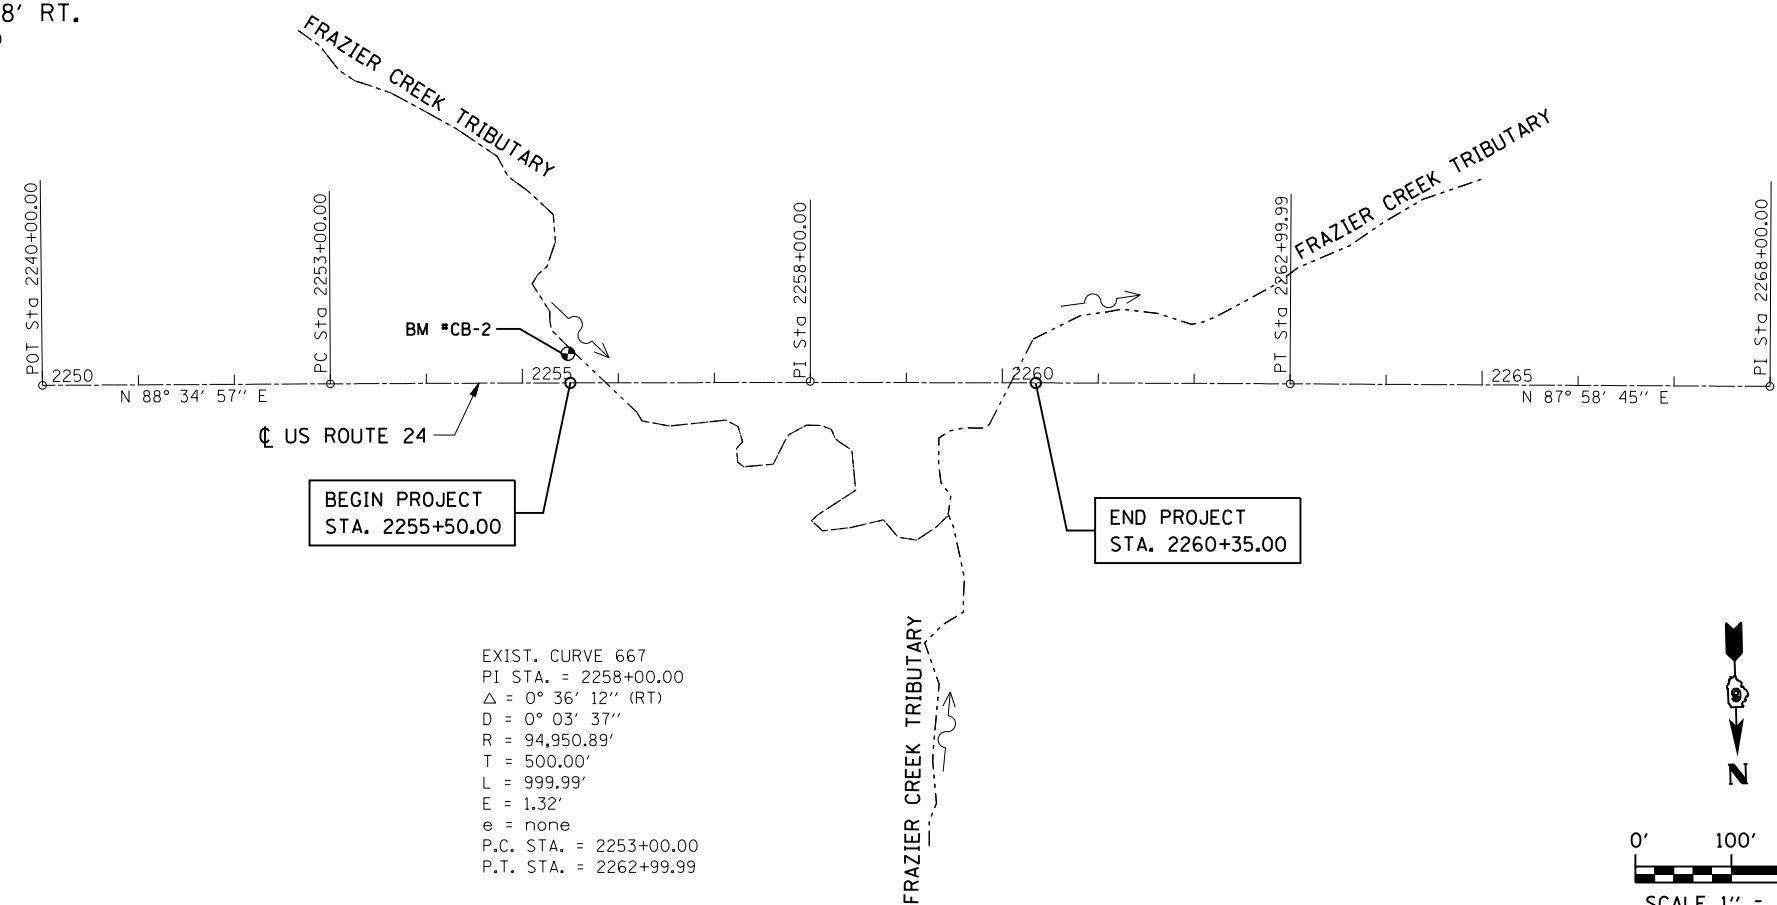 8' RT.
FRAZIER CREEK TRIBUTARY
FRAZIER CREEK TRIBUTARY
POT Sta 2240+00.00
PC Sta 2253+00.00
PI Sta 2258+00.00
PT Sta 2262+99.99
PI Sta 2268+00.00
BM #CB-2
2250
2255
2260
2265
N 88° 34' 57" E
N 87° 58' 45" E
℄ US ROUTE 24
BEGIN PROJECT
STA. 2255+50.00
END PROJECT
STA. 2260+35.00
FRAZIER CREEK TRIBUTARY
EXIST. CURVE 667
PI STA. = 2258+00.00
Δ = 0° 36' 12" (RT)
D = 0° 03' 37"
R = 94,950.89'
T = 500.00'
L = 999.99'
E = 1.32'
e = none
P.C. STA. = 2253+00.00
P.T. STA. = 2262+99.99
N
0' 100'
SCALE 1" =